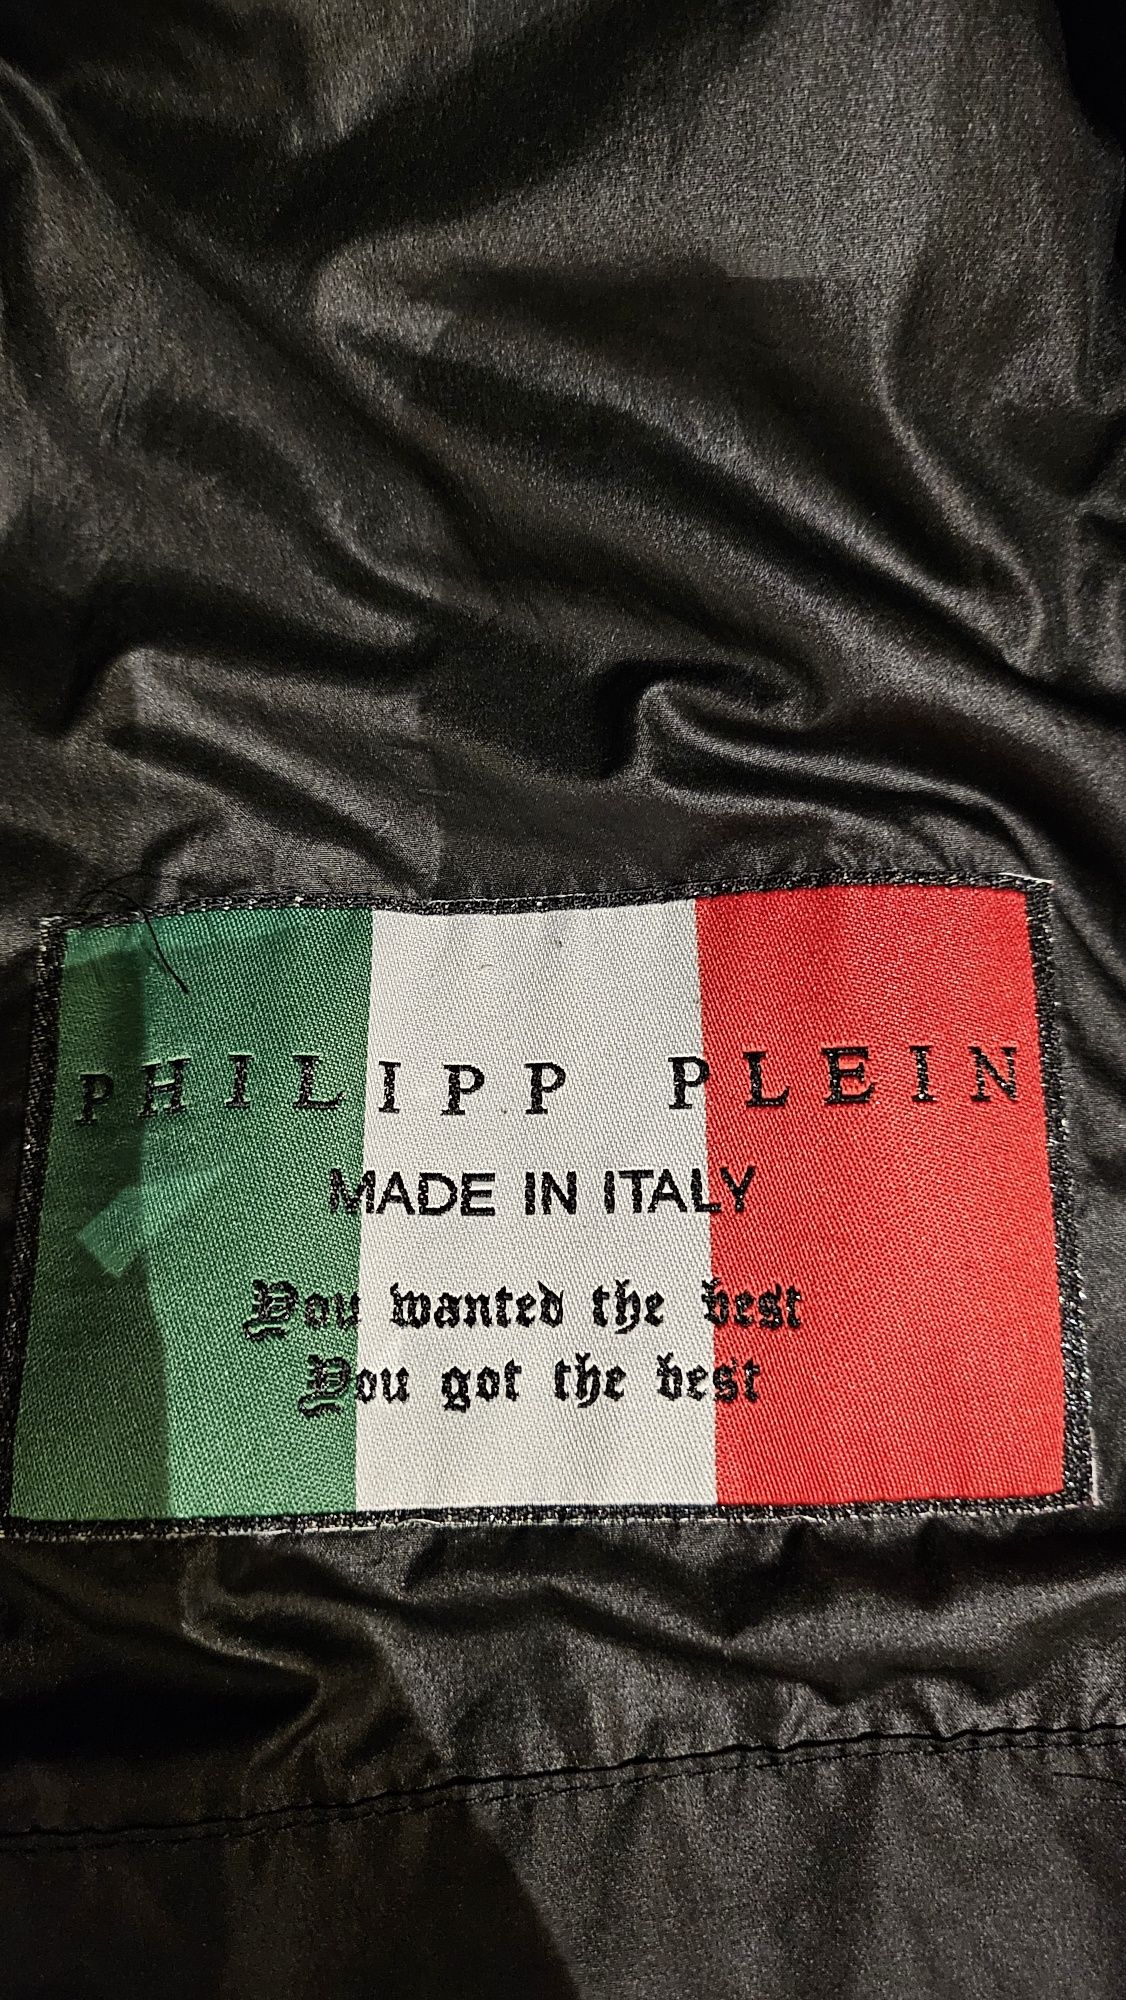 PHILIPP PLEIN
MADE IN ITALY
You wanted the best
You got the best